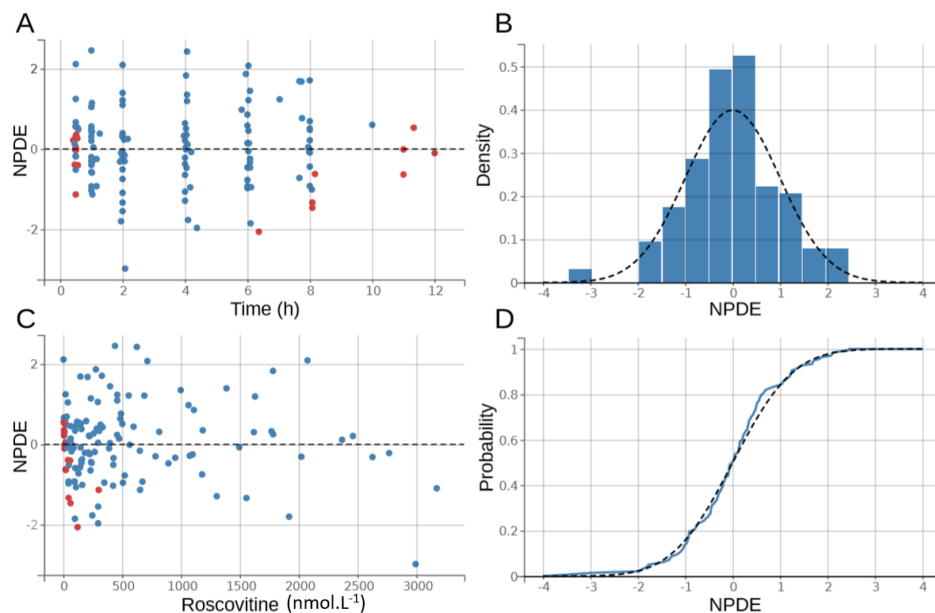 A
NPDE
2
0
-2
0 2 4 6 8 10 12
Time (h)
B
Density
0.5
0.4
0.3
0.2
0.1
0
-4 -3 -2 -1 0 1 2 3 4
NPDE
C
NPDE
2
0
-2
0 500 1000 1500 2000 2500 3000
Roscovitine (nmol.L⁻¹)
D
Probability
1
0.8
0.6
0.4
0.2
0
-4 -3 -2 -1 0 1 2 3 4
NPDE